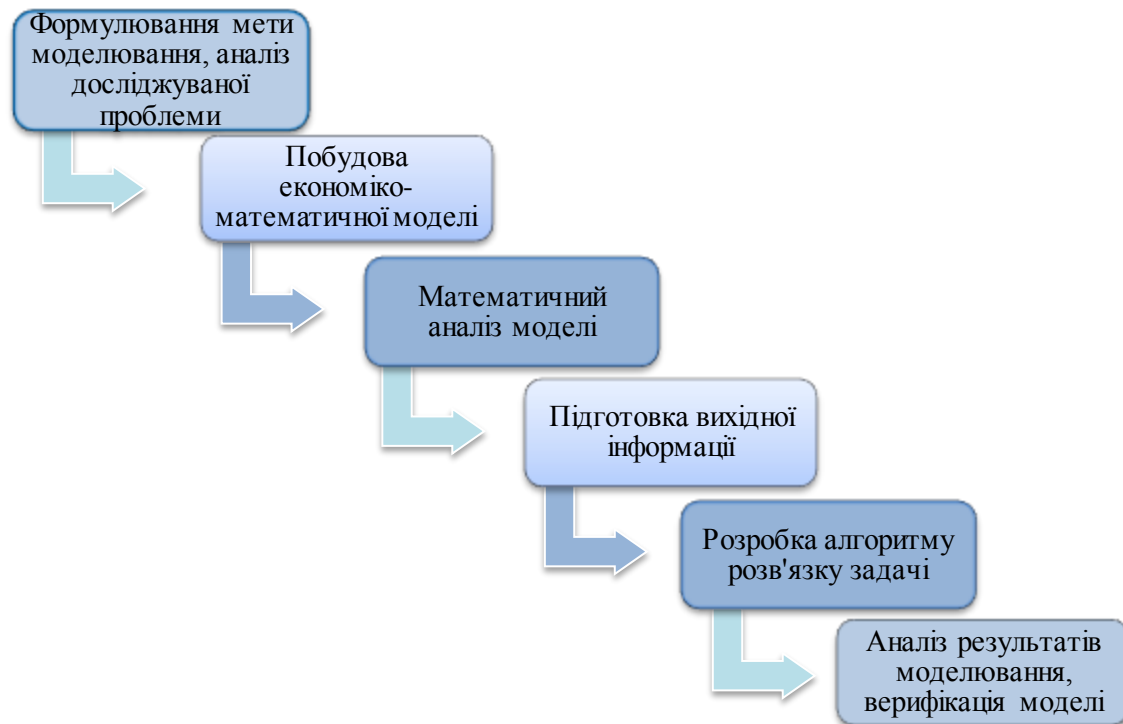 Формулювання мети
моделювання, аналіз
досліджуваної
проблеми
Побудова
економіко-
математичної моделі
Математичний
аналіз моделі
Підготовка вихідної
інформації
Розробка алгоритму
розв'язку задачі
Аналіз результатів
моделювання,
верифікація моделі